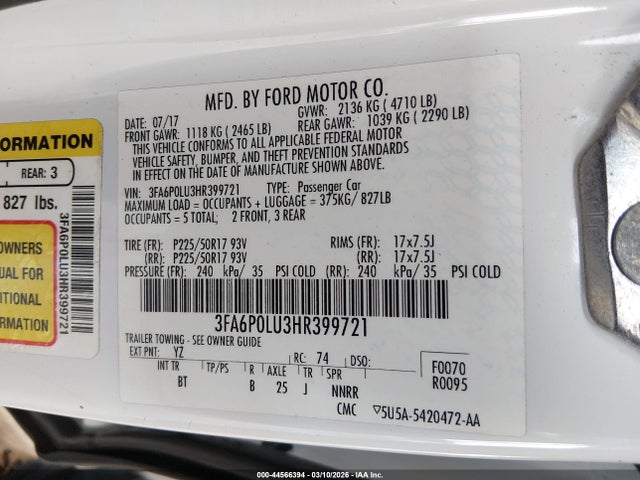 MFD. BY FORD MOTOR CO.
DATE: 07/17 GVWR: 2136 KG (4710 LB)
FRONT GAWR: 1118 KG (2465 LB) REAR GAWR: 1039 KG (2290 LB)
THIS VEHICLE CONFORMS TO ALL APPLICABLE FEDERAL MOTOR
VEHICLE SAFETY, BUMPER, AND THEFT PREVENTION STANDARDS
IN EFFECT ON THE DATE OF MANUFACTURE SHOWN ABOVE.
VIN: 3FA6P0LU3HR399721 TYPE: Passenger Car
MAXIMUM LOAD = OCCUPANTS + LUGGAGE = 375KG/ 827LB
OCCUPANTS = 5 TOTAL; 2 FRONT, 3 REAR
TIRE (FR): P225/50R17 93V RIMS (FR): 17x7.5J
(RR): P225/50R17 93V (RR): 17x7.5J
PRESSURE (FR): 240 kPa/ 35 PSI COLD (RR): 240 kPa/ 35 PSI COLD
3FA6P0LU3HR399721
TRAILER TOWING - SEE OWNER GUIDE
EXT PNT: YZ RC: 74 DSO: F0070
R0095
INT TR TP/PS R AXLE TR SPR
BT B 25 J NNRR
CMC ▽5U5A-5420472-AA
FORMATION
REAR: 3
827 lbs.
OWNERS
UAL FOR
DITIONAL
RMATION
3FA6P0LU3HR399721
000-44566394 - 03/10/2026 - IAA Inc.